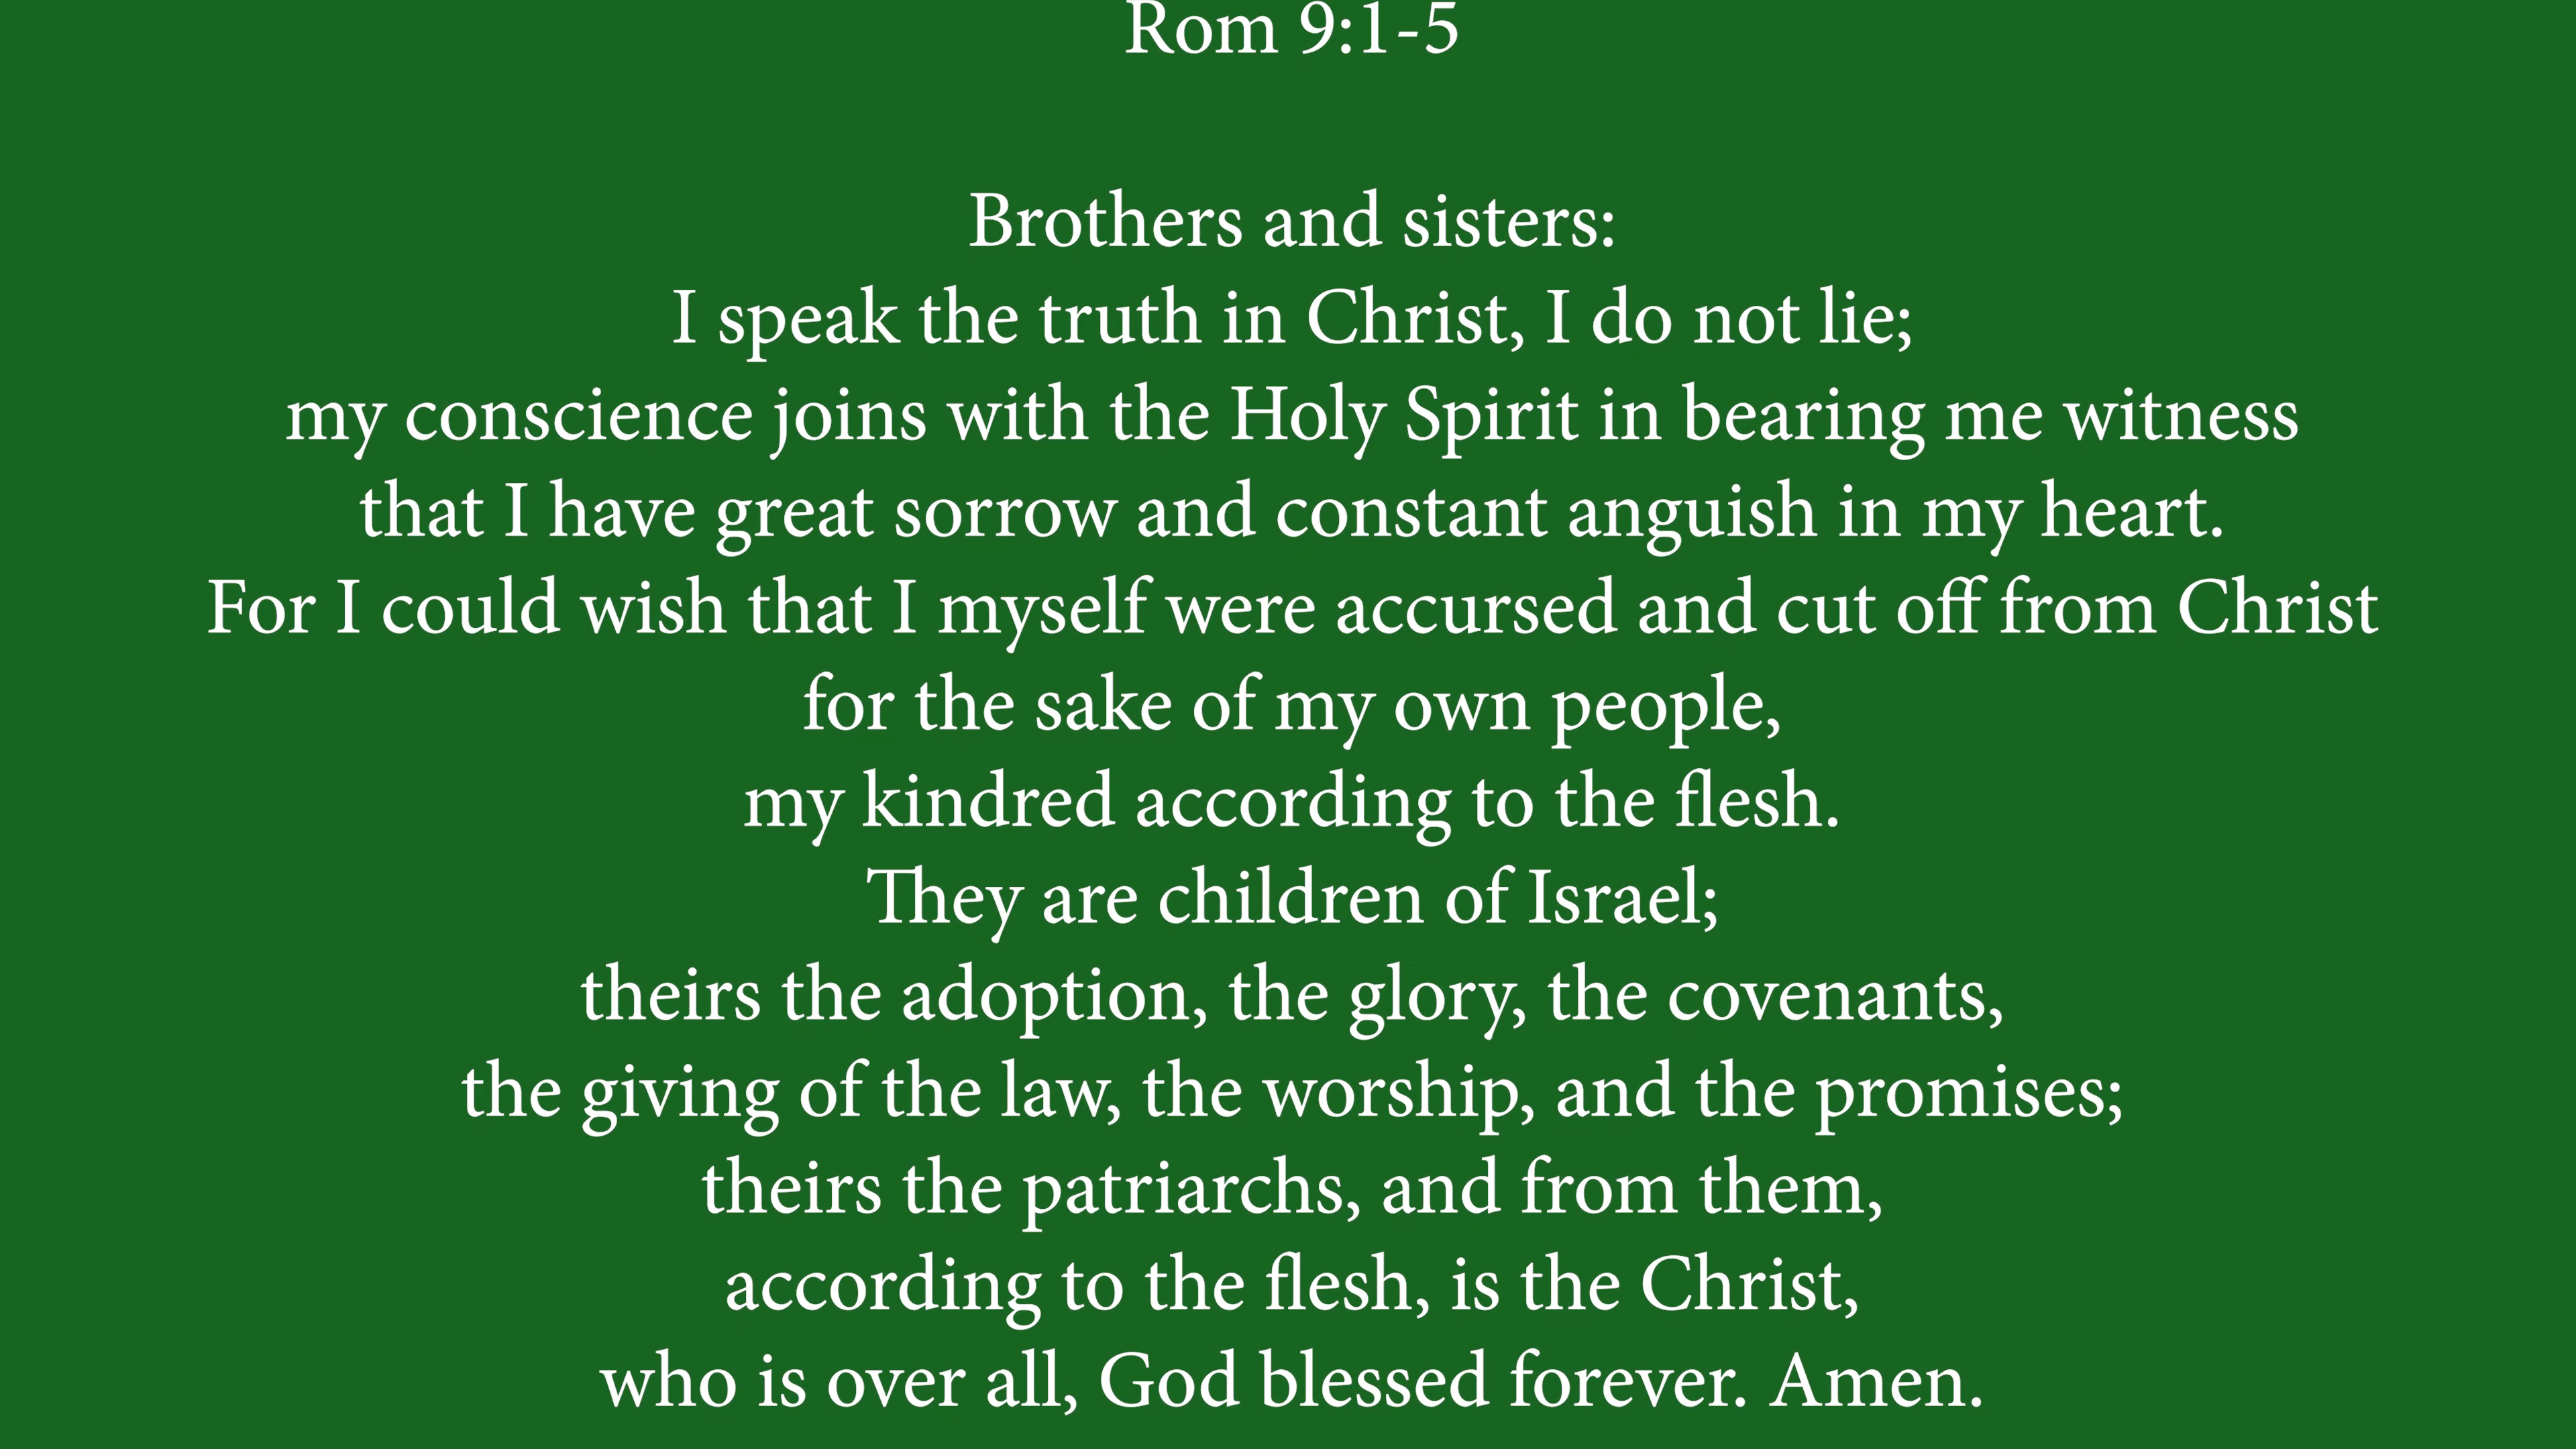 Rom 9:1-5
Brothers and sisters:
I speak the truth in Christ, I do not lie;
my conscience joins with the Holy Spirit in bearing me witness
that I have great sorrow and constant anguish in my heart.
For I could wish that I myself were accursed and cut off from Christ
for the sake of my own people,
my kindred according to the flesh.
They are children of Israel;
theirs the adoption, the glory, the covenants,
the giving of the law, the worship, and the promises;
theirs the patriarchs, and from them,
according to the flesh, is the Christ,
who is over all, God blessed forever. Amen.